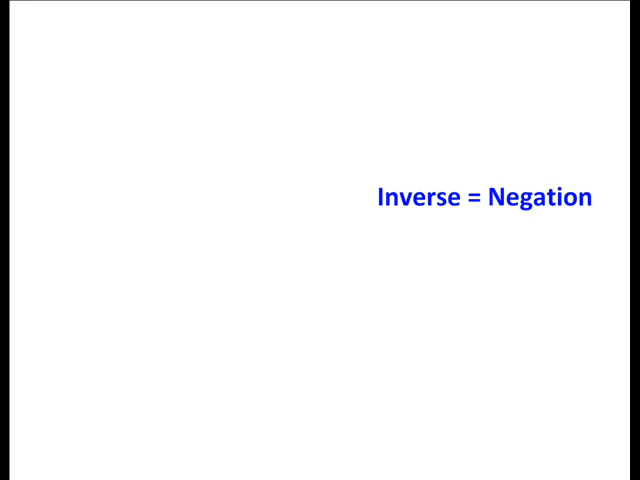 Inverse = Negation